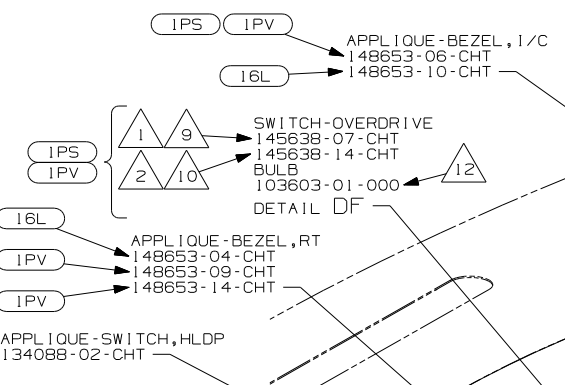 1PS 1PV
APPLIQUE-BEZEL,I/C
148653-06-CHT
16L 148653-10-CHT
SWITCH-OVERDRIVE
1 9 145638-07-CHT
1PS 145638-14-CHT
1PV 2 10 BULB
103603-01-000 12
DETAIL DF
16L
APPLIQUE-BEZEL,RT
148653-04-CHT
1PV 148653-09-CHT
148653-14-CHT
1PV
APPLIQUE-SWITCH,HLDP
134088-02-CHT